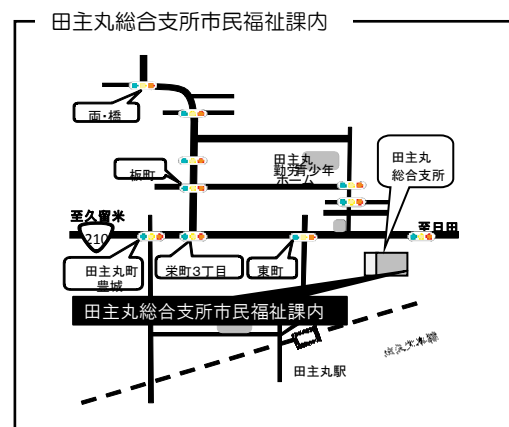 田主丸総合支所市民福祉課内
両・橋
板町
田主丸
勤労青少年
ホーム
田主丸
総合支所
至久留米
210
至日田
田主丸町
豊城
栄町3丁目
東町
田主丸総合支所市民福祉課内
田主丸駅